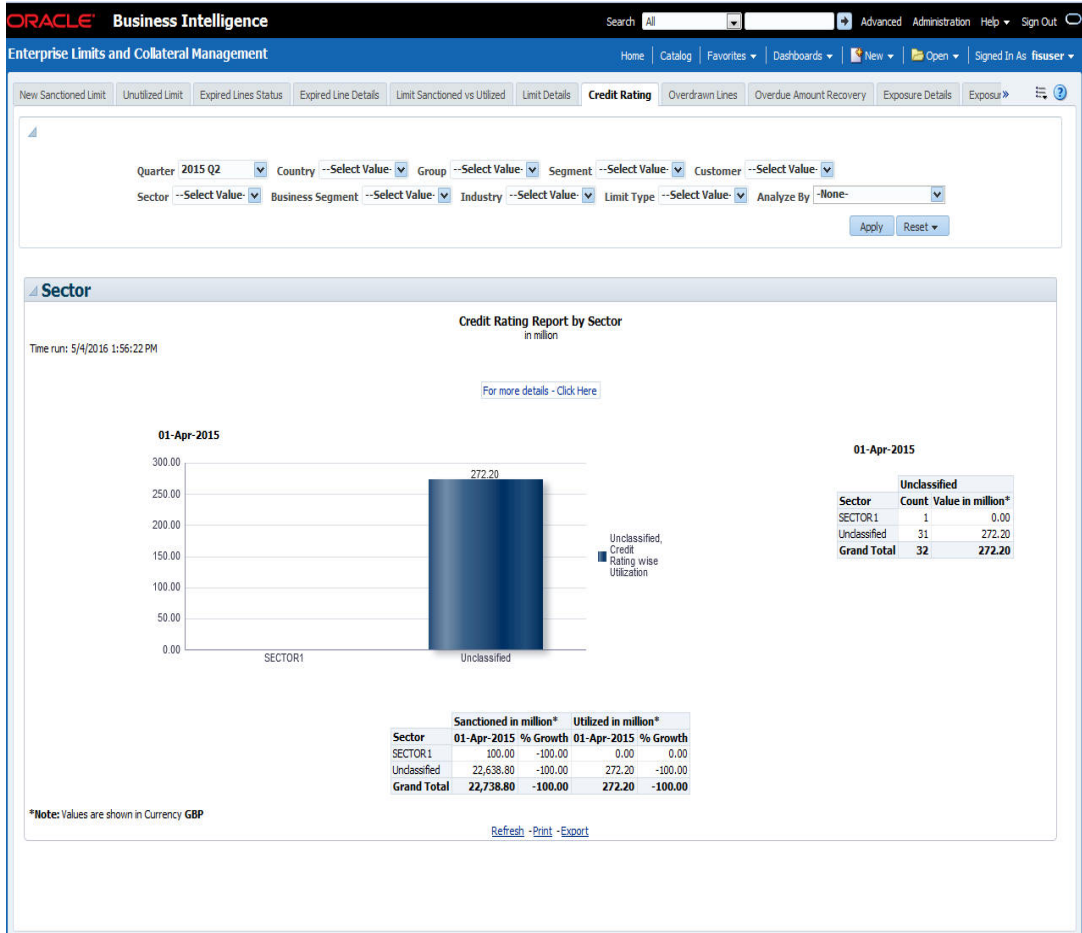 ORACLE Business Intelligence Search All Advanced Administration Help Sign Out
Enterprise Limits and Collateral Management Home Catalog Favorites Dashboards New Open Signed In As fisuser
New Sanctioned Limit Unutilized Limit Expired Lines Status Expired Line Details Limit Sanctioned vs Utilized Limit Details Credit Rating Overdrawn Lines Overdue Amount Recovery Exposure Details Exposur»
Quarter 2015 Q2 Country --Select Value- Group --Select Value- Segment --Select Value- Customer --Select Value-
Sector --Select Value- Business Segment --Select Value- Industry --Select Value- Limit Type --Select Value- Analyze By -None-
Apply Reset
Sector
Credit Rating Report by Sector
in million
Time run: 5/4/2016 1:56:22 PM
For more details - Click Here
01-Apr-2015
300.00
250.00
200.00
150.00
100.00
50.00
0.00
272.20
SECTOR1 Unclassified
Unclassified,
Credit
Rating wise
Utilization
01-Apr-2015
Unclassified
Sector Count Value in million*
SECTOR1 1 0.00
Unclassified 31 272.20
Grand Total 32 272.20
Sanctioned in million* Utilized in million*
Sector 01-Apr-2015 % Growth 01-Apr-2015 % Growth
SECTOR1 100.00 -100.00 0.00 0.00
Unclassified 22,638.80 -100.00 272.20 -100.00
Grand Total 22,738.80 -100.00 272.20 -100.00
*Note: Values are shown in Currency GBP
Refresh - Print - Export